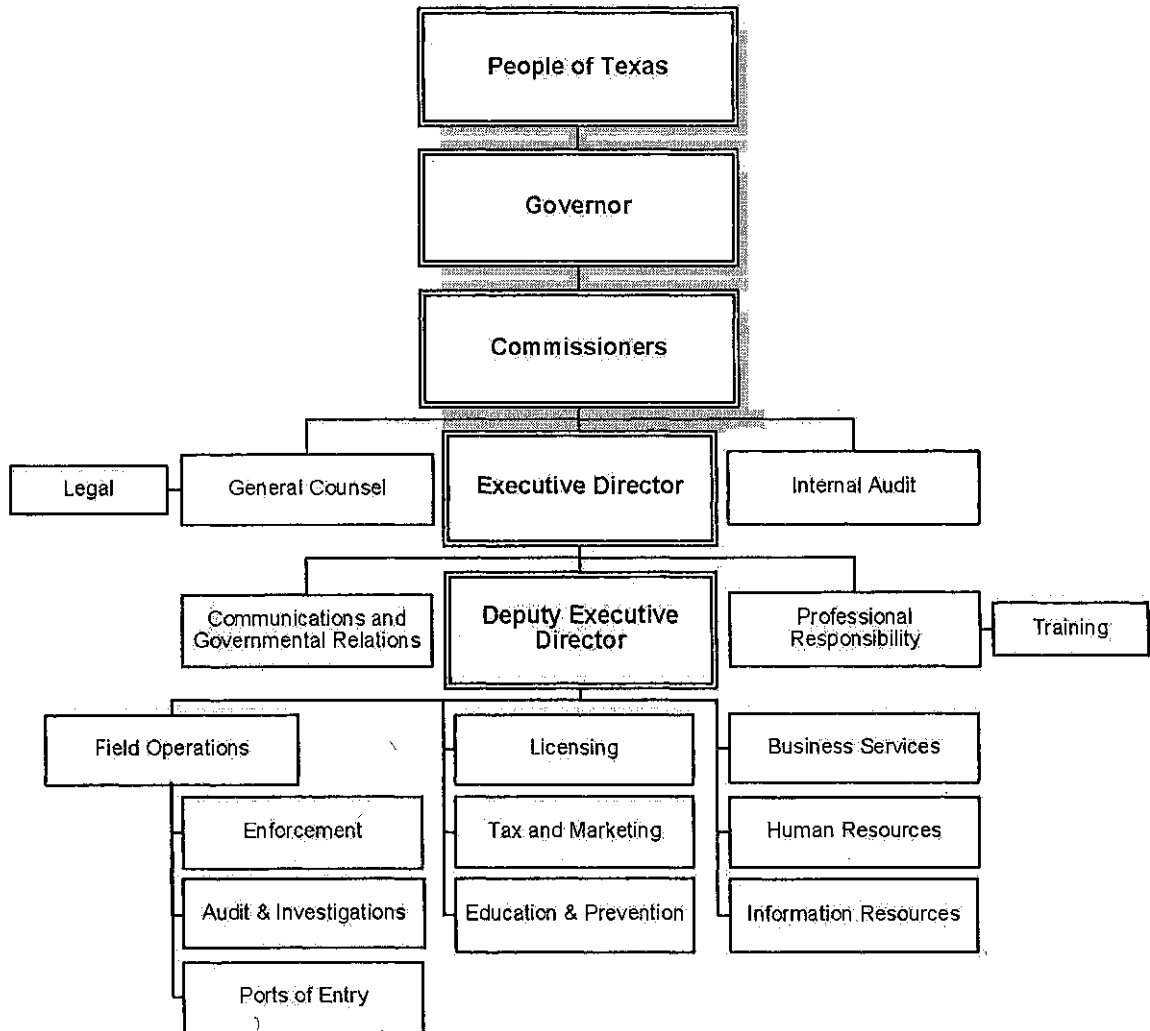 People of Texas
Governor
Commissioners
Legal
General Counsel
Executive Director
Internal Audit
Communications and
Governmental Relations
Deputy Executive
Director
Professional
Responsibility
Training
Field Operations
Licensing
Business Services
Enforcement
Tax and Marketing
Human Resources
Audit & Investigations
Education & Prevention
Information Resources
Ports of Entry